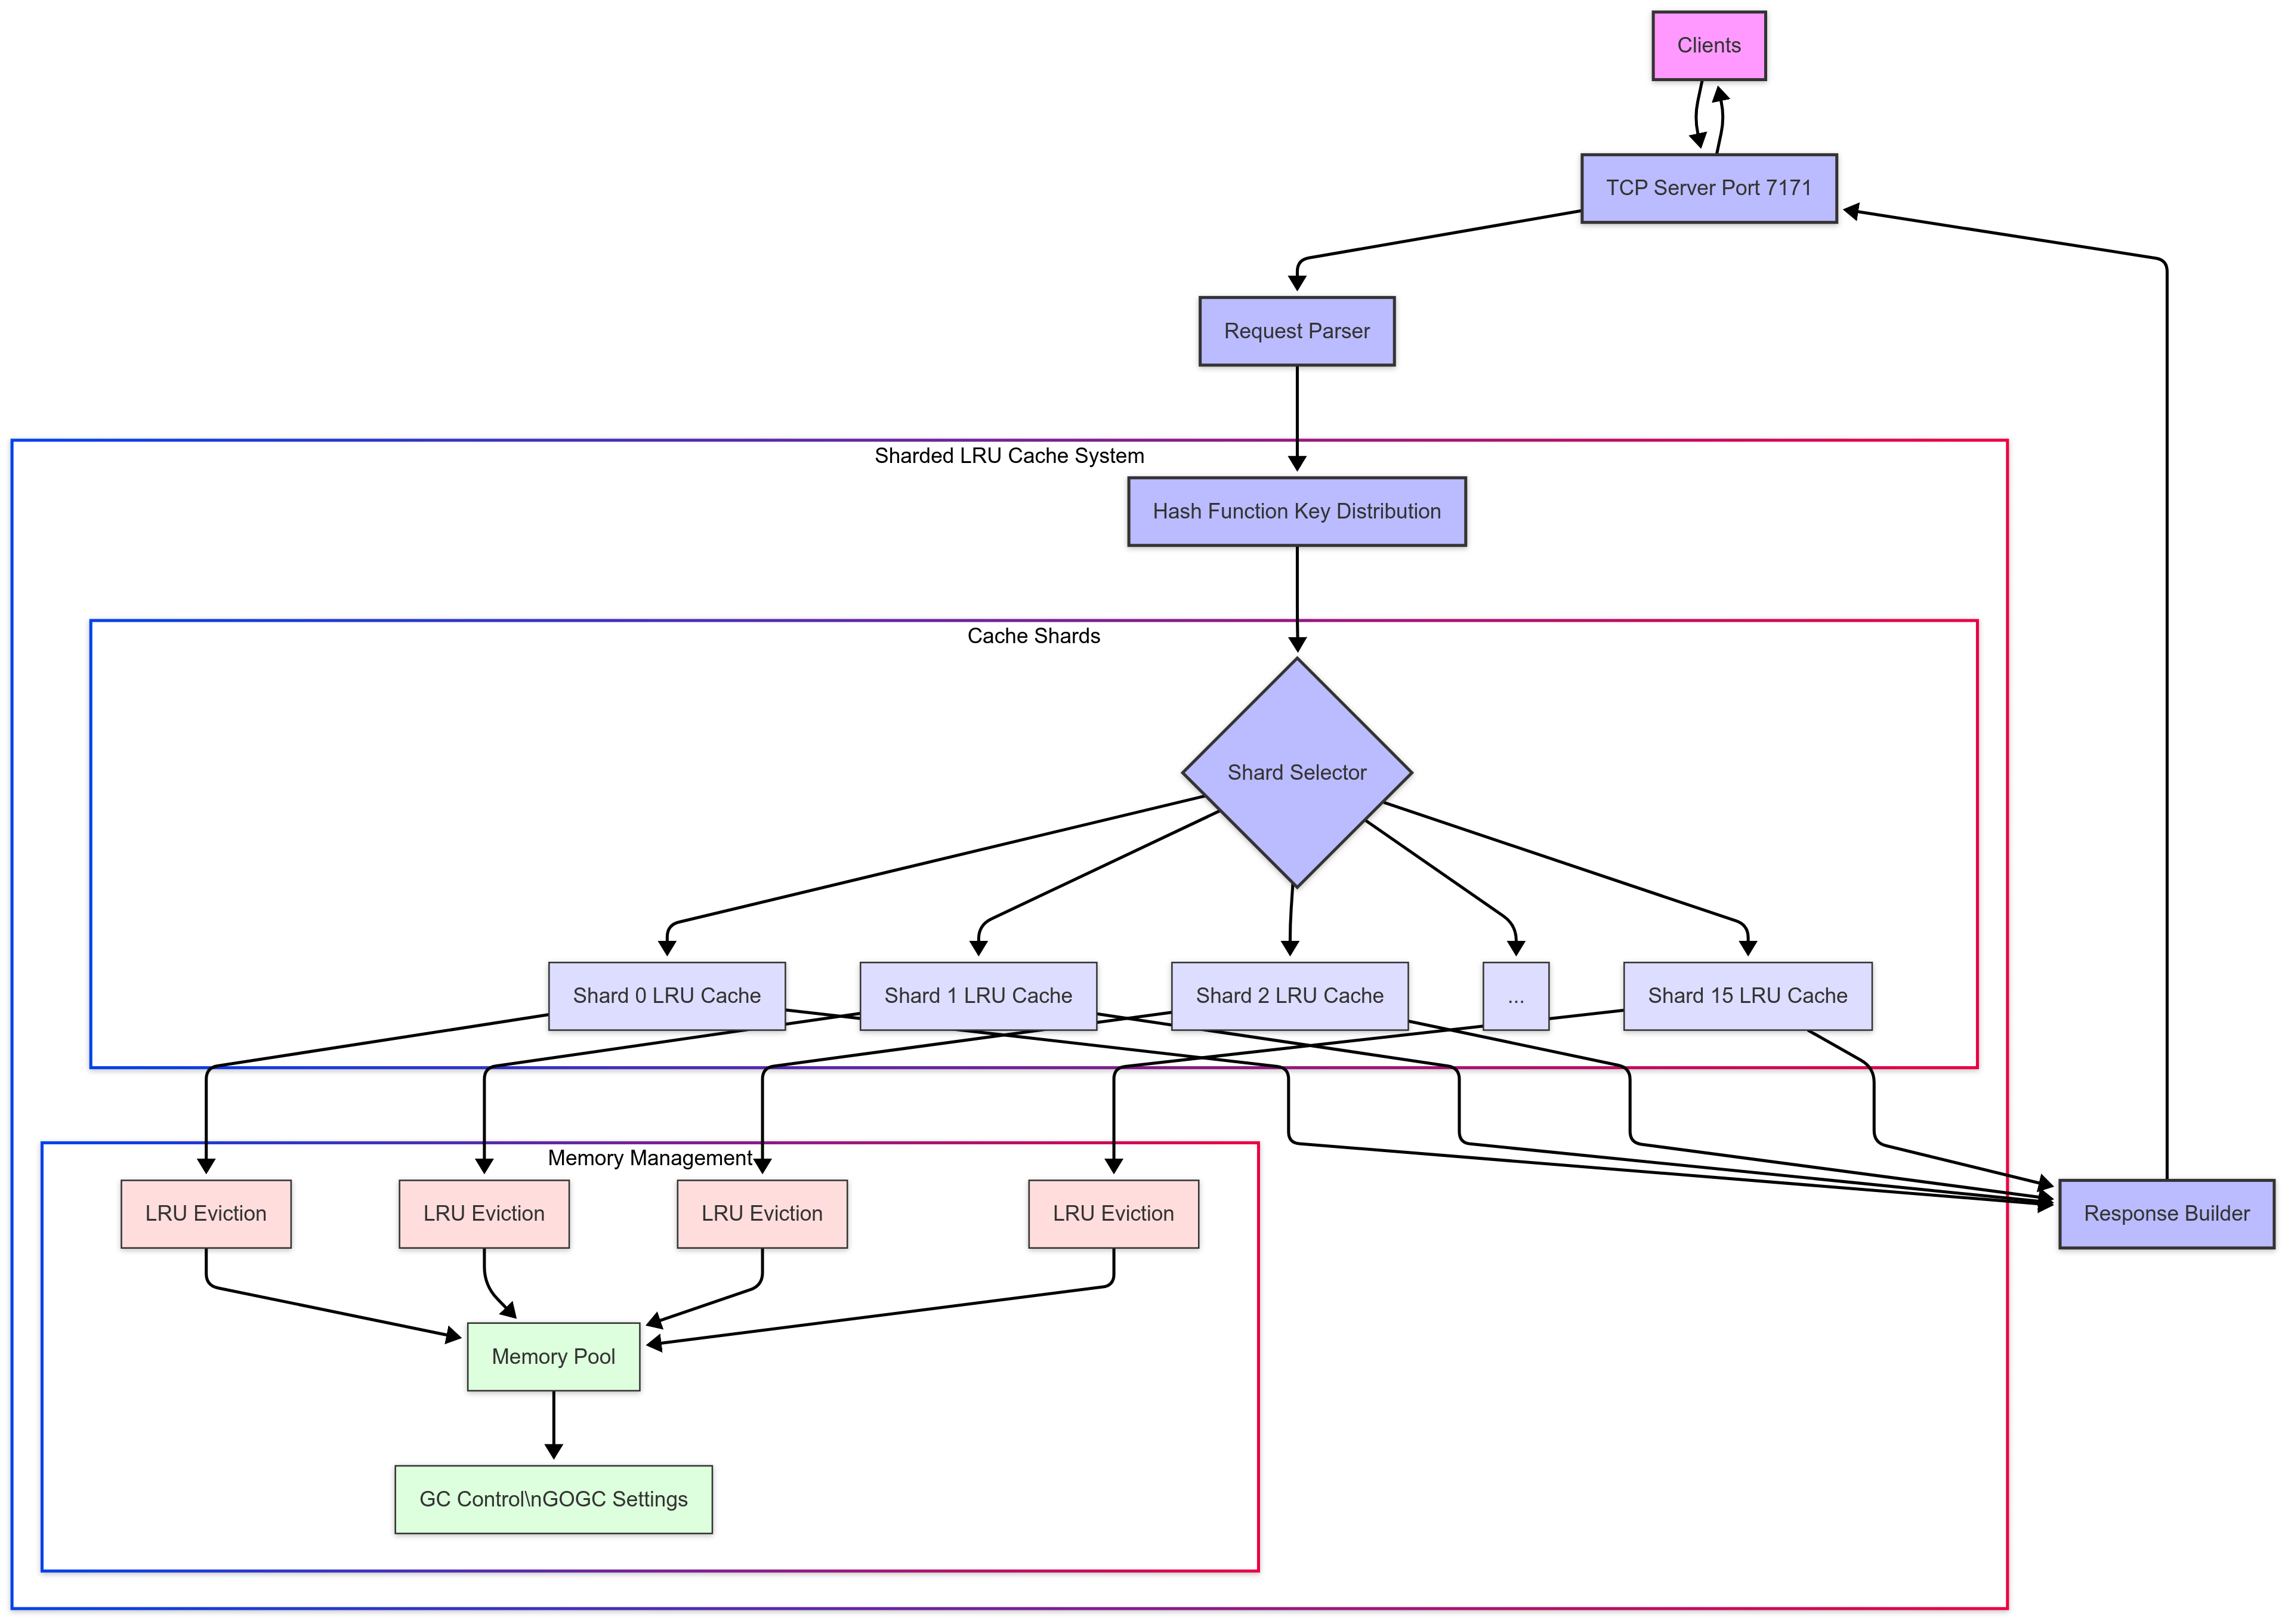 Clients
TCP Server Port 7171
Request Parser
Sharded LRU Cache System
Hash Function Key Distribution
Cache Shards
Shard Selector
Shard 0 LRU Cache
Shard 1 LRU Cache
Shard 2 LRU Cache
...
Shard 15 LRU Cache
Memory Management
LRU Eviction
LRU Eviction
LRU Eviction
LRU Eviction
Response Builder
Memory Pool
GC Control\nGOGC Settings